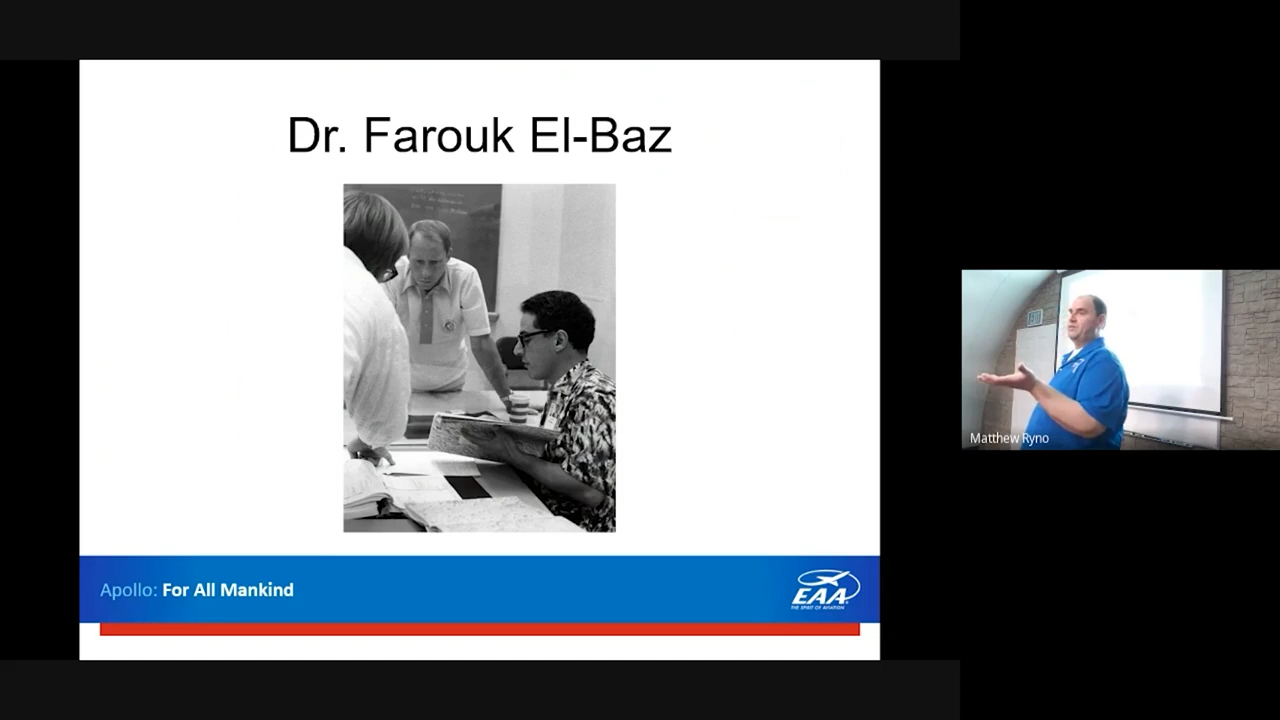 Dr. Farouk El-Baz
Apollo: For All Mankind
EAA
THE SPIRIT OF AVIATION
Matthew Ryno